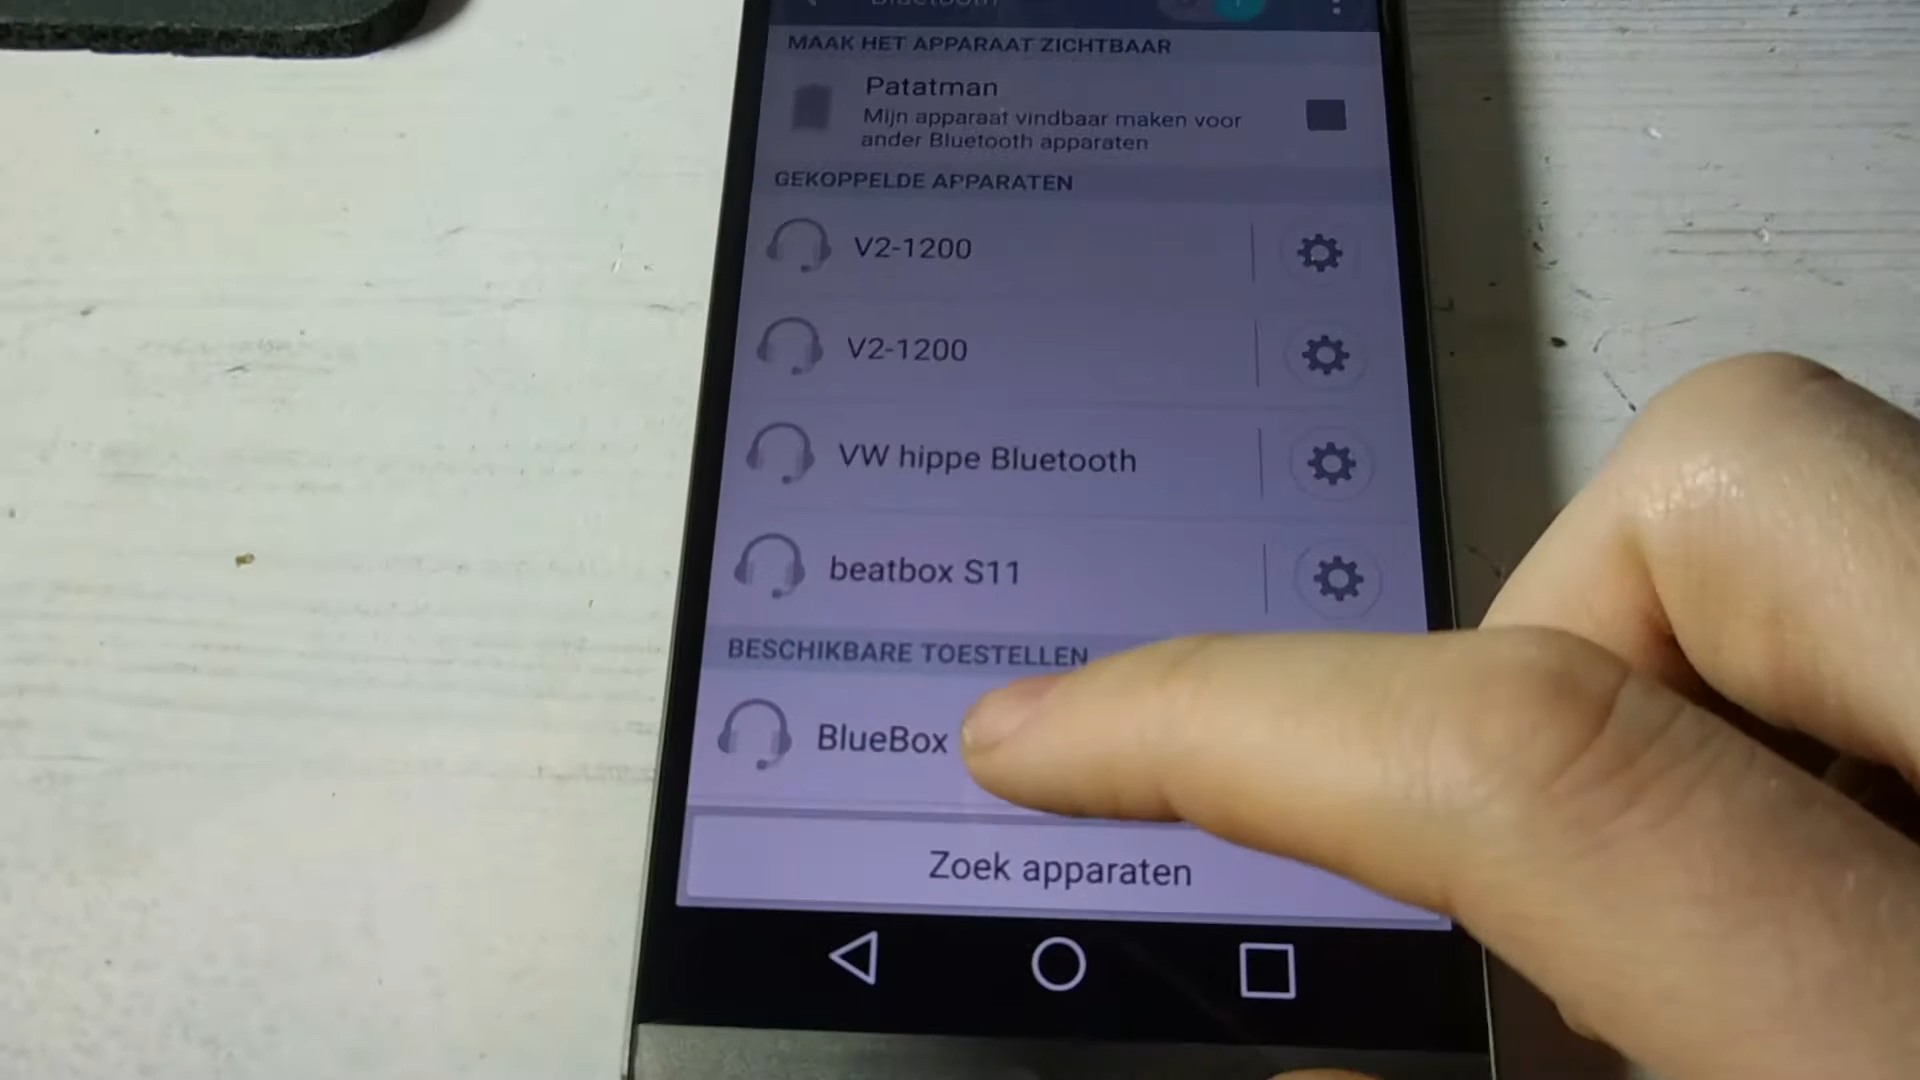 Bluetooth
MAAK HET APPARAAT ZICHTBAAR
Patatman
Mijn apparaat vindbaar maken voor
ander Bluetooth apparaten
GEKOPPELDE APPARATEN
V2-1200
V2-1200
VW hippe Bluetooth
beatbox S11
BESCHIKBARE TOESTELLEN
BlueBox
Zoek apparaten